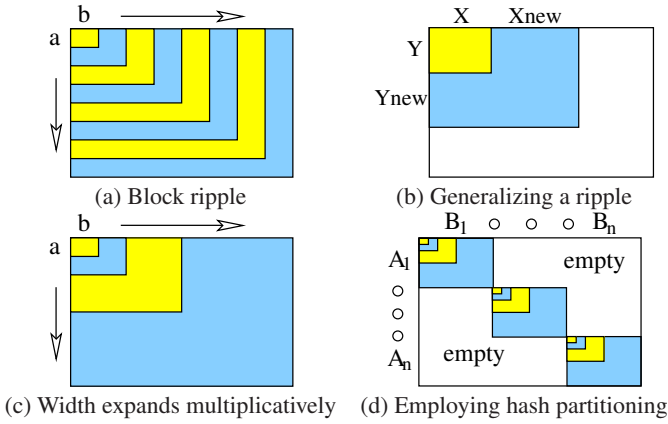 b
a
(a) Block ripple
X Xnew
Y
Ynew
(b) Generalizing a ripple
b
a
(c) Width expands multiplicatively
B1 Bn
A1
An
empty
empty
(d) Employing hash partitioning